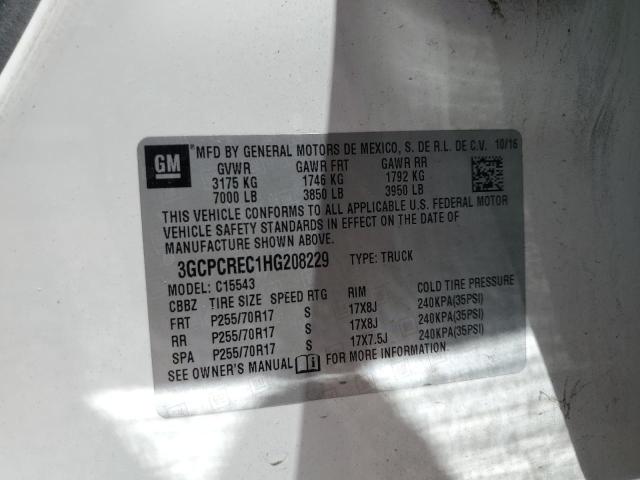 GM
MFD BY GENERAL MOTORS DE MEXICO, S. DE R.L. DE C.V. 10/16
GVWR GAWR FRT GAWR RR
3175 KG 1746 KG 1792 KG
7000 LB 3850 LB 3950 LB
THIS VEHICLE CONFORMS TO ALL APPLICABLE U.S. FEDERAL MOTOR
VEHICLE SAFETY STANDARDS IN EFFECT ON THE DATE OF
MANUFACTURE SHOWN ABOVE.
3GCPCREC1HG208229 TYPE: TRUCK
MODEL: C15543
CBBZ TIRE SIZE SPEED RTG RIM COLD TIRE PRESSURE
FRT P255/70R17 S 17X8J 240KPA(35PSI)
RR P255/70R17 S 17X8J 240KPA(35PSI)
SPA P255/70R17 S 17X7.5J 240KPA(35PSI)
SEE OWNER'S MANUAL FOR MORE INFORMATION.